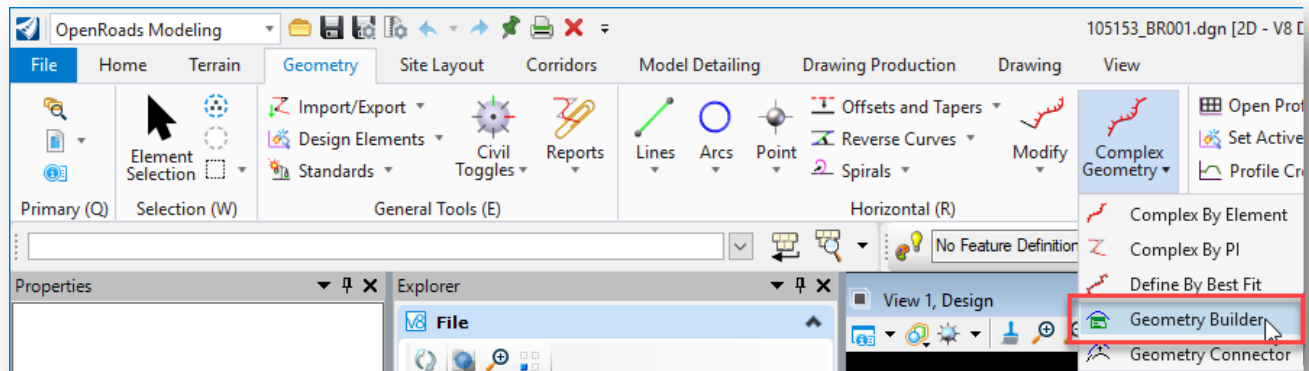 OpenRoads Modeling
105153_BR001.dgn [2D - V8 D
File Home Terrain Geometry Site Layout Corridors Model Detailing Drawing Production Drawing View
Element Selection
Import/Export
Design Elements
Standards
Civil Toggles
Reports
Lines
Arcs
Point
Offsets and Tapers
Reverse Curves
Spirals
Modify
Complex Geometry
Open Prof
Set Active
Profile Cre
Primary (Q) Selection (W) General Tools (E) Horizontal (R)
Complex By Element
Complex By PI
Define By Best Fit
Geometry Builder
Geometry Connector
No Feature Definition
Properties
Explorer
File
View 1, Design